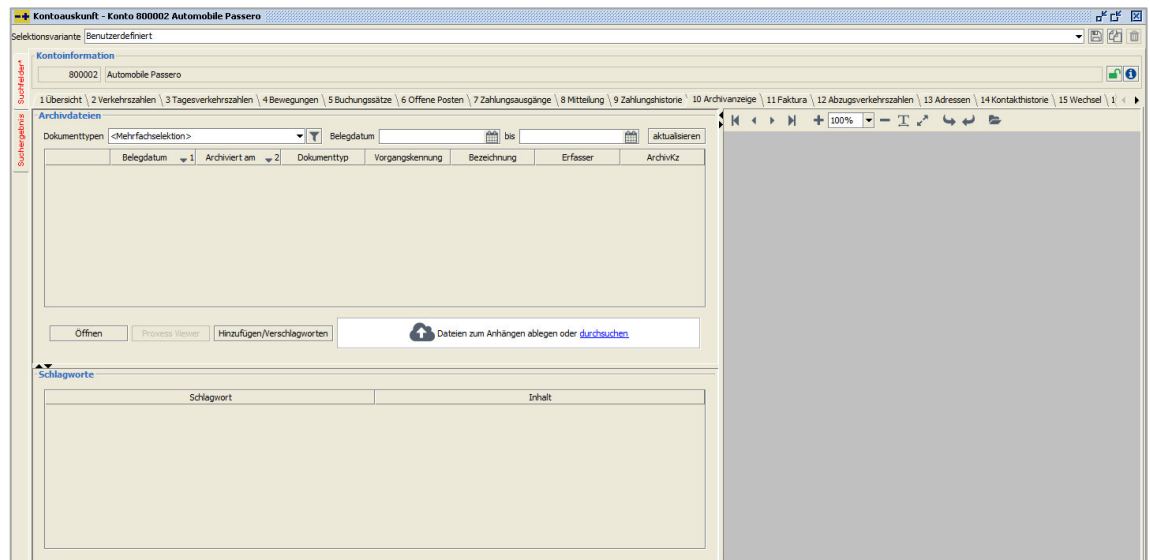 Kontoauskunft - Konto 800002 Automobile Passero
Selektionsvariante Benutzerdefiniert
Suchfelder*
Suchergebnis
Kontoinformation
800002 Automobile Passero
1 Übersicht \ 2 Verkehrszahlen \ 3 Tagesverkehrszahlen \ 4 Bewegungen \ 5 Buchungssätze \ 6 Offene Posten \ 7 Zahlungsausgänge \ 8 Mitteilung \ 9 Zahlungshistorie \ 10 Archivanzeige \ 11 Faktura \ 12 Abzugsverkehrszahlen \ 13 Adressen \ 14 Kontakthistorie \ 15 Wechsel \ 1
Archivdateien
Dokumenttypen <Mehrfachselektion> Belegdatum bis aktualisieren
100% T
Belegdatum 1 Archiviert am 2 Dokumenttyp Vorgangskennung Bezeichnung Erfasser ArchivKz
Öffnen Proxess Viewer Hinzufügen/Verschlagworten Dateien zum Anhängen ablegen oder durchsuchen
Schlagworte
Schlagwort Inhalt